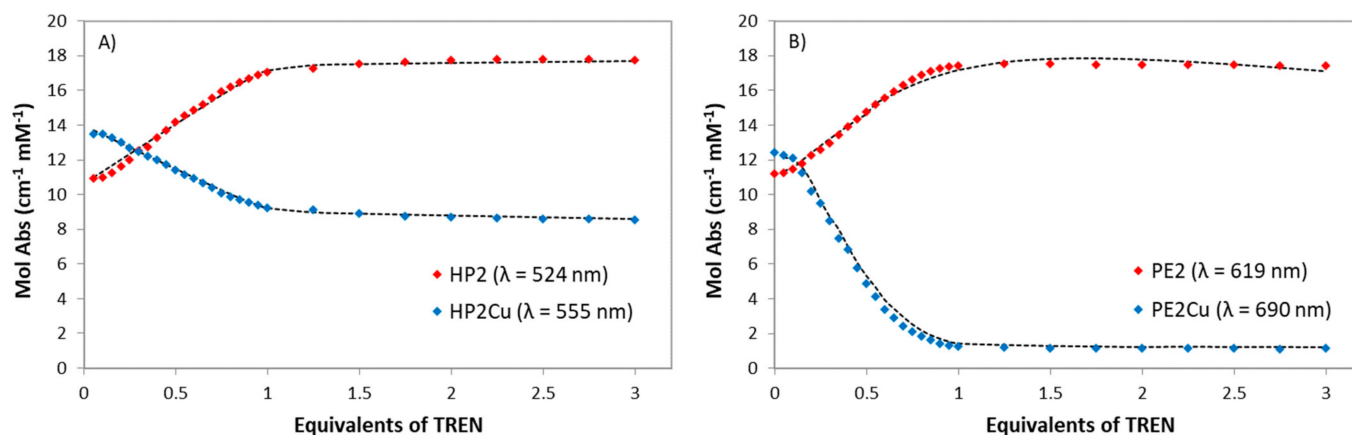 A)
Mol Abs (cm-1 mM-1)
20
18
16
14
12
10
8
6
4
2
0
HP2 (λ = 524 nm)
HP2Cu (λ = 555 nm)
0 0.5 1 1.5 2 2.5 3
Equivalents of TREN
B)
Mol Abs (cm-1 mM-1)
20
18
16
14
12
10
8
6
4
2
0
PE2 (λ = 619 nm)
PE2Cu (λ = 690 nm)
0 0.5 1 1.5 2 2.5 3
Equivalents of TREN